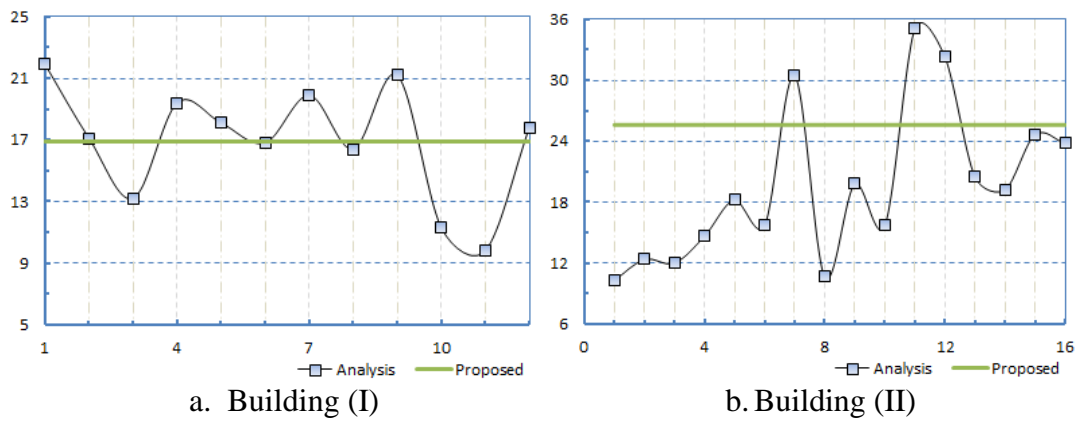 25
21
17
13
9
5
1 4 7 10
Analysis Proposed
a. Building (I)
36
30
24
18
12
6
0 4 8 12 16
Analysis Proposed
b. Building (II)